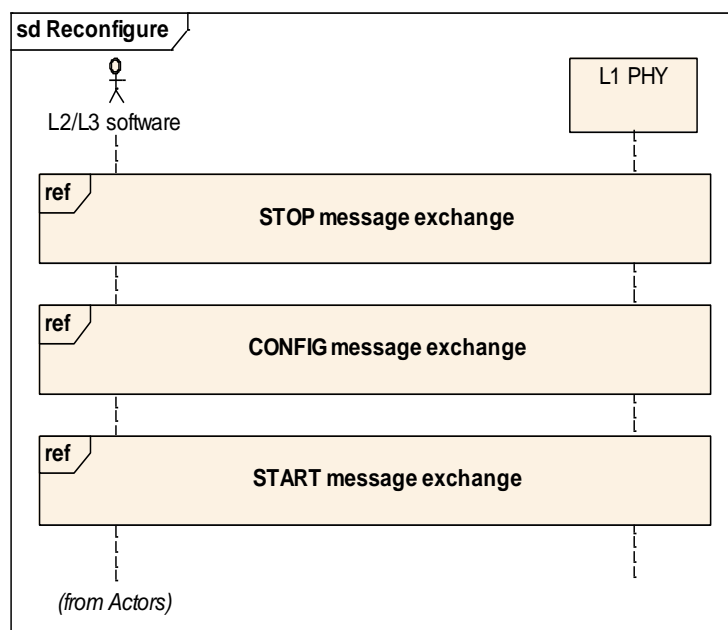 sd Reconfigure
L2/L3 software
L1 PHY
ref
STOP message exchange
ref
CONFIG message exchange
ref
START message exchange
(from Actors)